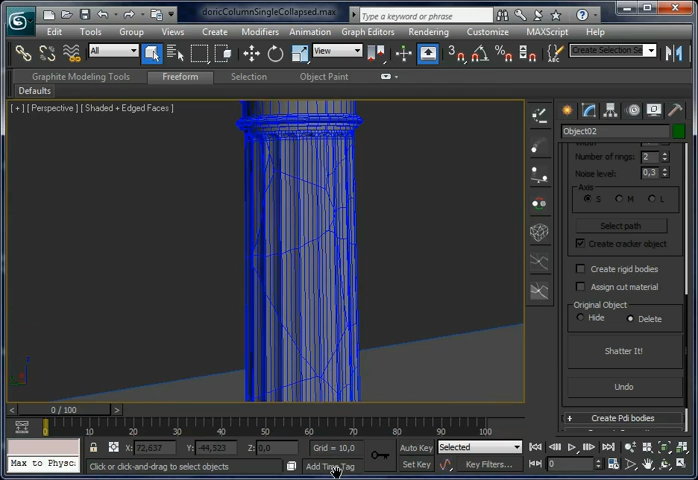 doricColumnSingleCollapsed.max
Type a keyword or phrase
Edit Tools Group Views Create Modifiers Animation Graph Editors Rendering Customize MAXScript Help
All View Create Selection Se
Graphite Modeling Tools Freeform Selection Object Paint
Defaults
[ + ] [ Perspective ] [ Shaded + Edged Faces ]
Object02
Number of rings: 2
Noise level: 0,3
Axis
S M L
Select path
Create cracker object
Create rigid bodies
Assign cut material
Original Object
Hide Delete
Shatter It!
Undo
+ Create Pdi bodies
< 0 / 100 >
0 10 20 30 40 50 60 70 80 90 100
X: 72,637 Y: -44,523 Z: 0,0 Grid = 10,0 Auto Key Selected
Max to Physc Click or click-and-drag to select objects Add Time Tag Set Key Key Filters... 0